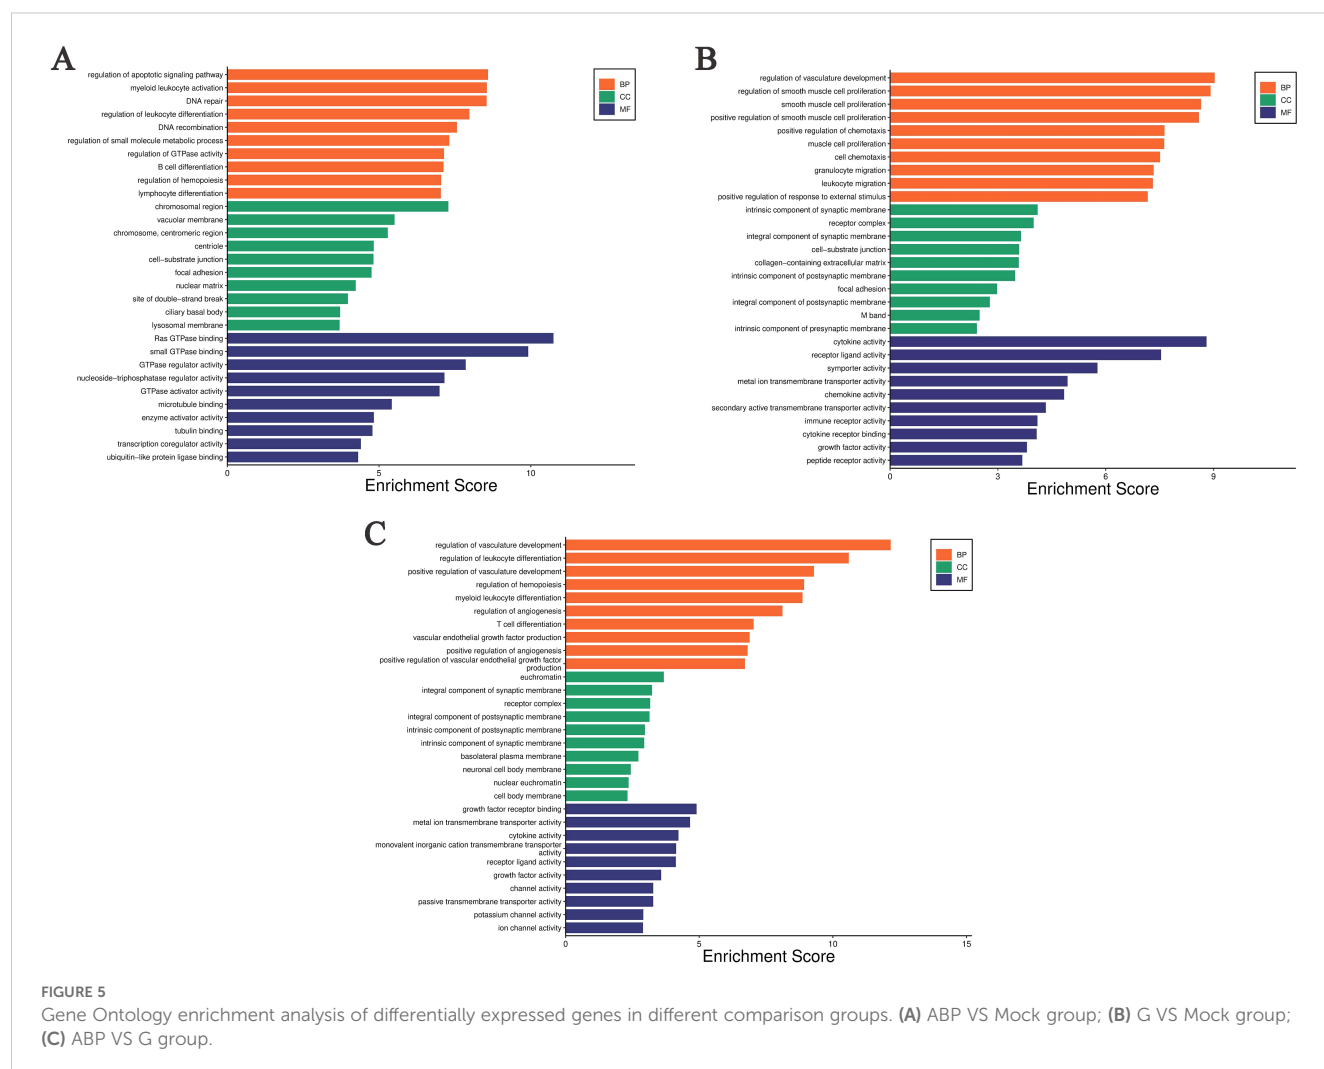 A
regulation of apoptotic signaling pathway
myeloid leukocyte activation
DNA repair
regulation of leukocyte differentiation
DNA recombination
regulation of small molecule metabolic process
regulation of GTPase activity
B cell differentiation
regulation of hemopoiesis
lymphocyte differentiation
chromosomal region
vacuolar membrane
chromosome, centromeric region
centriole
cell−substrate junction
focal adhesion
nuclear matrix
site of double−strand break
ciliary basal body
lysosomal membrane
Ras GTPase binding
small GTPase binding
GTPase regulator activity
nucleoside−triphosphatase regulator activity
GTPase activator activity
microtubule binding
enzyme activator activity
tubulin binding
transcription coregulator activity
ubiquitin−like protein ligase binding
0 5 10
Enrichment Score
BP
CC
MF
B
regulation of vasculature development
regulation of smooth muscle cell proliferation
smooth muscle cell proliferation
positive regulation of smooth muscle cell proliferation
positive regulation of chemotaxis
muscle cell proliferation
cell chemotaxis
granulocyte migration
leukocyte migration
positive regulation of response to external stimulus
intrinsic component of synaptic membrane
receptor complex
integral component of synaptic membrane
cell−substrate junction
collagen−containing extracellular matrix
intrinsic component of postsynaptic membrane
focal adhesion
integral component of postsynaptic membrane
M band
intrinsic component of presynaptic membrane
cytokine activity
receptor ligand activity
symporter activity
metal ion transmembrane transporter activity
chemokine activity
secondary active transmembrane transporter activity
immune receptor activity
cytokine receptor binding
growth factor activity
peptide receptor activity
0 3 6 9
Enrichment Score
BP
CC
MF
C
regulation of vasculature development
regulation of leukocyte differentiation
positive regulation of vasculature development
regulation of hemopoiesis
myeloid leukocyte differentiation
regulation of angiogenesis
T cell differentiation
vascular endothelial growth factor production
positive regulation of angiogenesis
positive regulation of vascular endothelial growth factor
production
euchromatin
integral component of synaptic membrane
receptor complex
integral component of postsynaptic membrane
intrinsic component of postsynaptic membrane
intrinsic component of synaptic membrane
basolateral plasma membrane
neuronal cell body membrane
nuclear euchromatin
cell body membrane
growth factor receptor binding
metal ion transmembrane transporter activity
cytokine activity
monovalent inorganic cation transmembrane transporter
activity
receptor ligand activity
growth factor activity
channel activity
passive transmembrane transporter activity
potassium channel activity
ion channel activity
0 5 10 15
Enrichment Score
BP
CC
MF
FIGURE 5
Gene Ontology enrichment analysis of differentially expressed genes in different comparison groups. (A) ABP VS Mock group; (B) G VS Mock group;
(C) ABP VS G group.